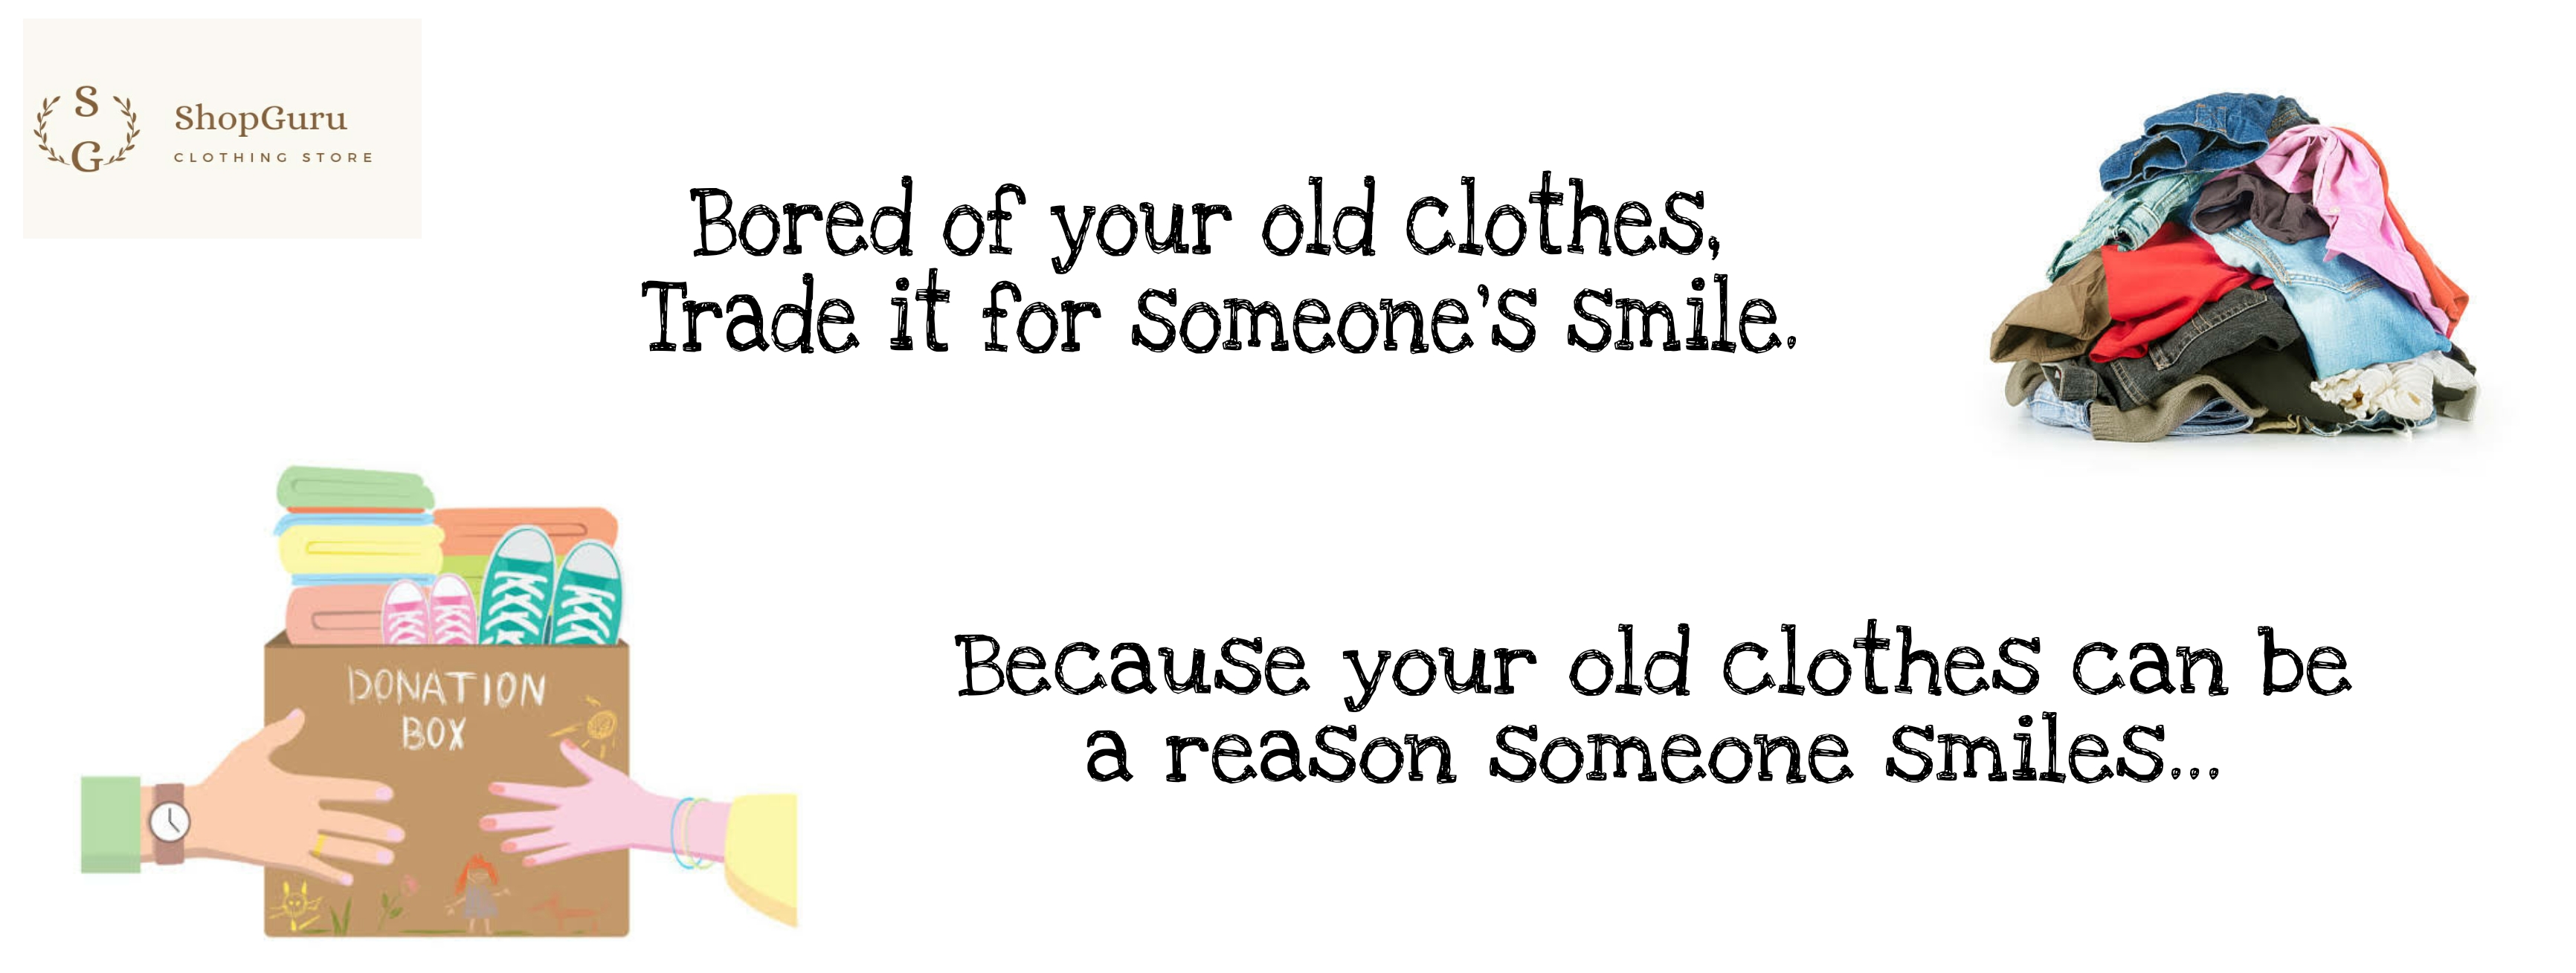 S
G
ShopGuru
CLOTHING STORE
Bored of your old clothes,
Trade it for someone's smile.
DONATION
BOX
Because your old clothes can be
a reason someone smiles...